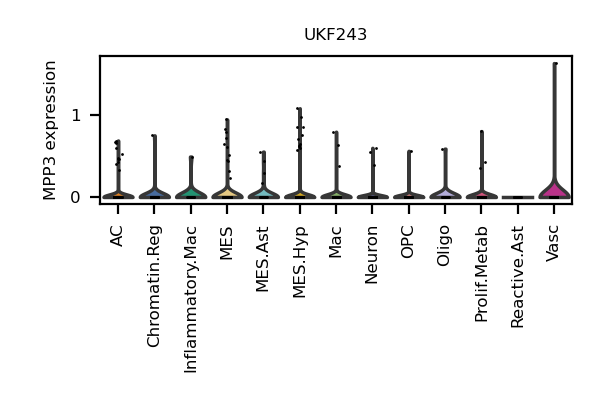 UKF243
MPP3 expression
1
0
AC
Chromatin.Reg
Inflammatory.Mac
MES
MES.Ast
MES.Hyp
Mac
Neuron
OPC
Oligo
Prolif.Metab
Reactive.Ast
Vasc